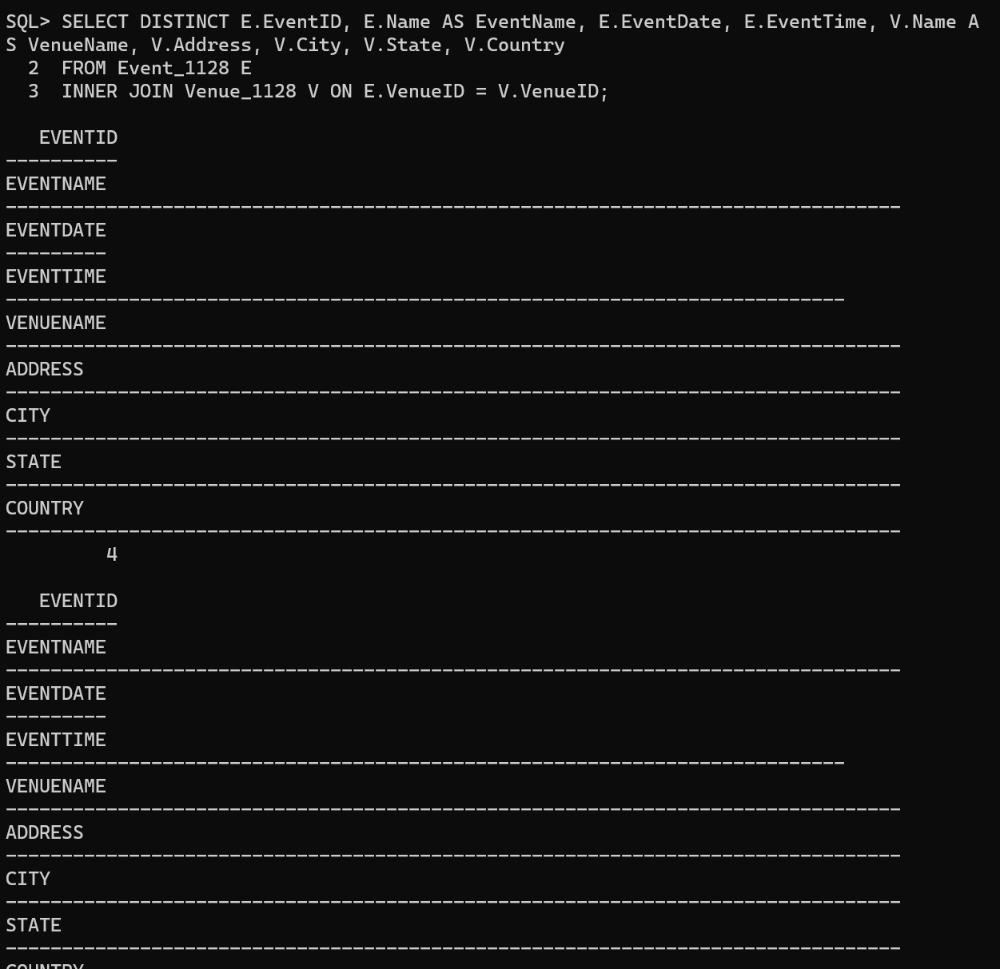 SQL> SELECT DISTINCT E.EventID, E.Name AS EventName, E.EventDate, E.EventTime, V.Name A
S VenueName, V.Address, V.City, V.State, V.Country
  2  FROM Event_1128 E
  3  INNER JOIN Venue_1128 V ON E.VenueID = V.VenueID;
   EVENTID
----------
EVENTNAME
--------------------------------------------------------------------------------
EVENTDATE
---------
EVENTTIME
---------------------------------------------------------------------------
VENUENAME
--------------------------------------------------------------------------------
ADDRESS
--------------------------------------------------------------------------------
CITY
--------------------------------------------------------------------------------
STATE
--------------------------------------------------------------------------------
COUNTRY
--------------------------------------------------------------------------------
         4
   EVENTID
----------
EVENTNAME
--------------------------------------------------------------------------------
EVENTDATE
---------
EVENTTIME
---------------------------------------------------------------------------
VENUENAME
--------------------------------------------------------------------------------
ADDRESS
--------------------------------------------------------------------------------
CITY
--------------------------------------------------------------------------------
STATE
--------------------------------------------------------------------------------
COUNTRY